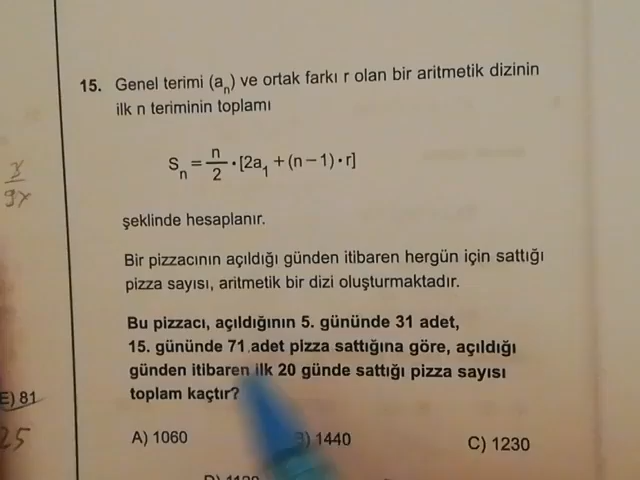 15. Genel terimi (aₙ) ve ortak farkı r olan bir aritmetik dizinin
ilk n teriminin toplamı
Sₙ = n/2 · [2a₁ + (n − 1) · r]
şeklinde hesaplanır.
Bir pizzacının açıldığı günden itibaren hergün için sattığı
pizza sayısı, aritmetik bir dizi oluşturmaktadır.
Bu pizzacı, açıldığının 5. gününde 31 adet,
15. gününde 71 adet pizza sattığına göre, açıldığı
günden itibaren ilk 20 günde sattığı pizza sayısı
toplam kaçtır?
E) 81
25
A) 1060 B) 1440 C) 1230